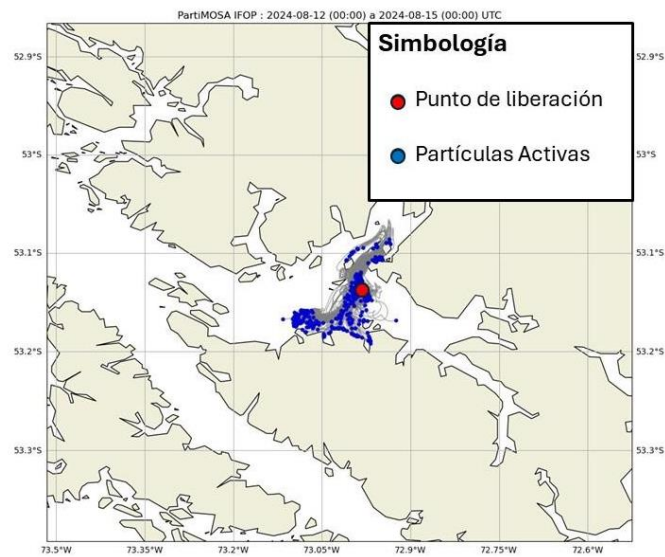 PartiMOSA IFOP : 2024-08-12 (00:00) a 2024-08-15 (00:00) UTC
Simbología
Punto de liberación
Partículas Activas
52.9°S
53°S
53.1°S
53.2°S
53.3°S
52.9°S
53°S
53.1°S
53.2°S
53.3°S
73.5°W
73.35°W
73.2°W
73.05°W
72.9°W
72.75°W
72.6°W